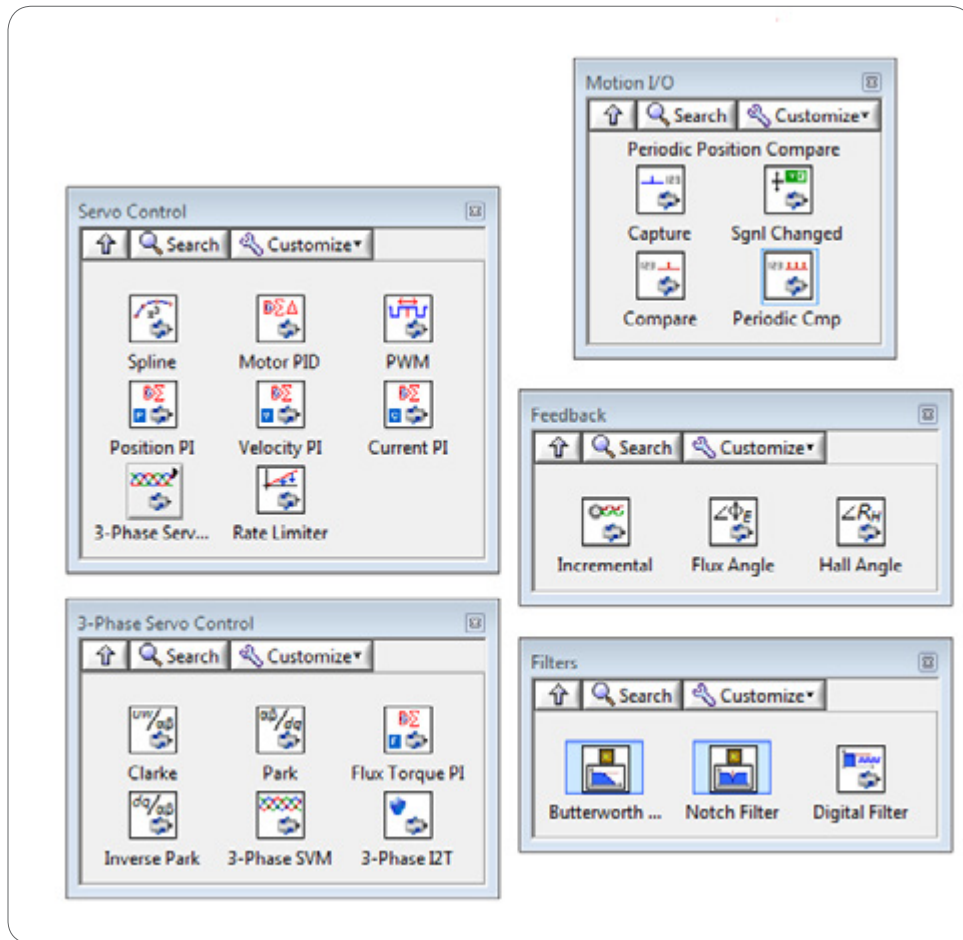 Servo Control
Search Customize
Spline Motor PID PWM
Position PI Velocity PI Current PI
3-Phase Serv... Rate Limiter
3-Phase Servo Control
Search Customize
Clarke Park Flux Torque PI
Inverse Park 3-Phase SVM 3-Phase I2T
Motion I/O
Search Customize
Periodic Position Compare
Capture Sgnl Changed
Compare Periodic Cmp
Feedback
Search Customize
Incremental Flux Angle Hall Angle
Filters
Search Customize
Butterworth ... Notch Filter Digital Filter